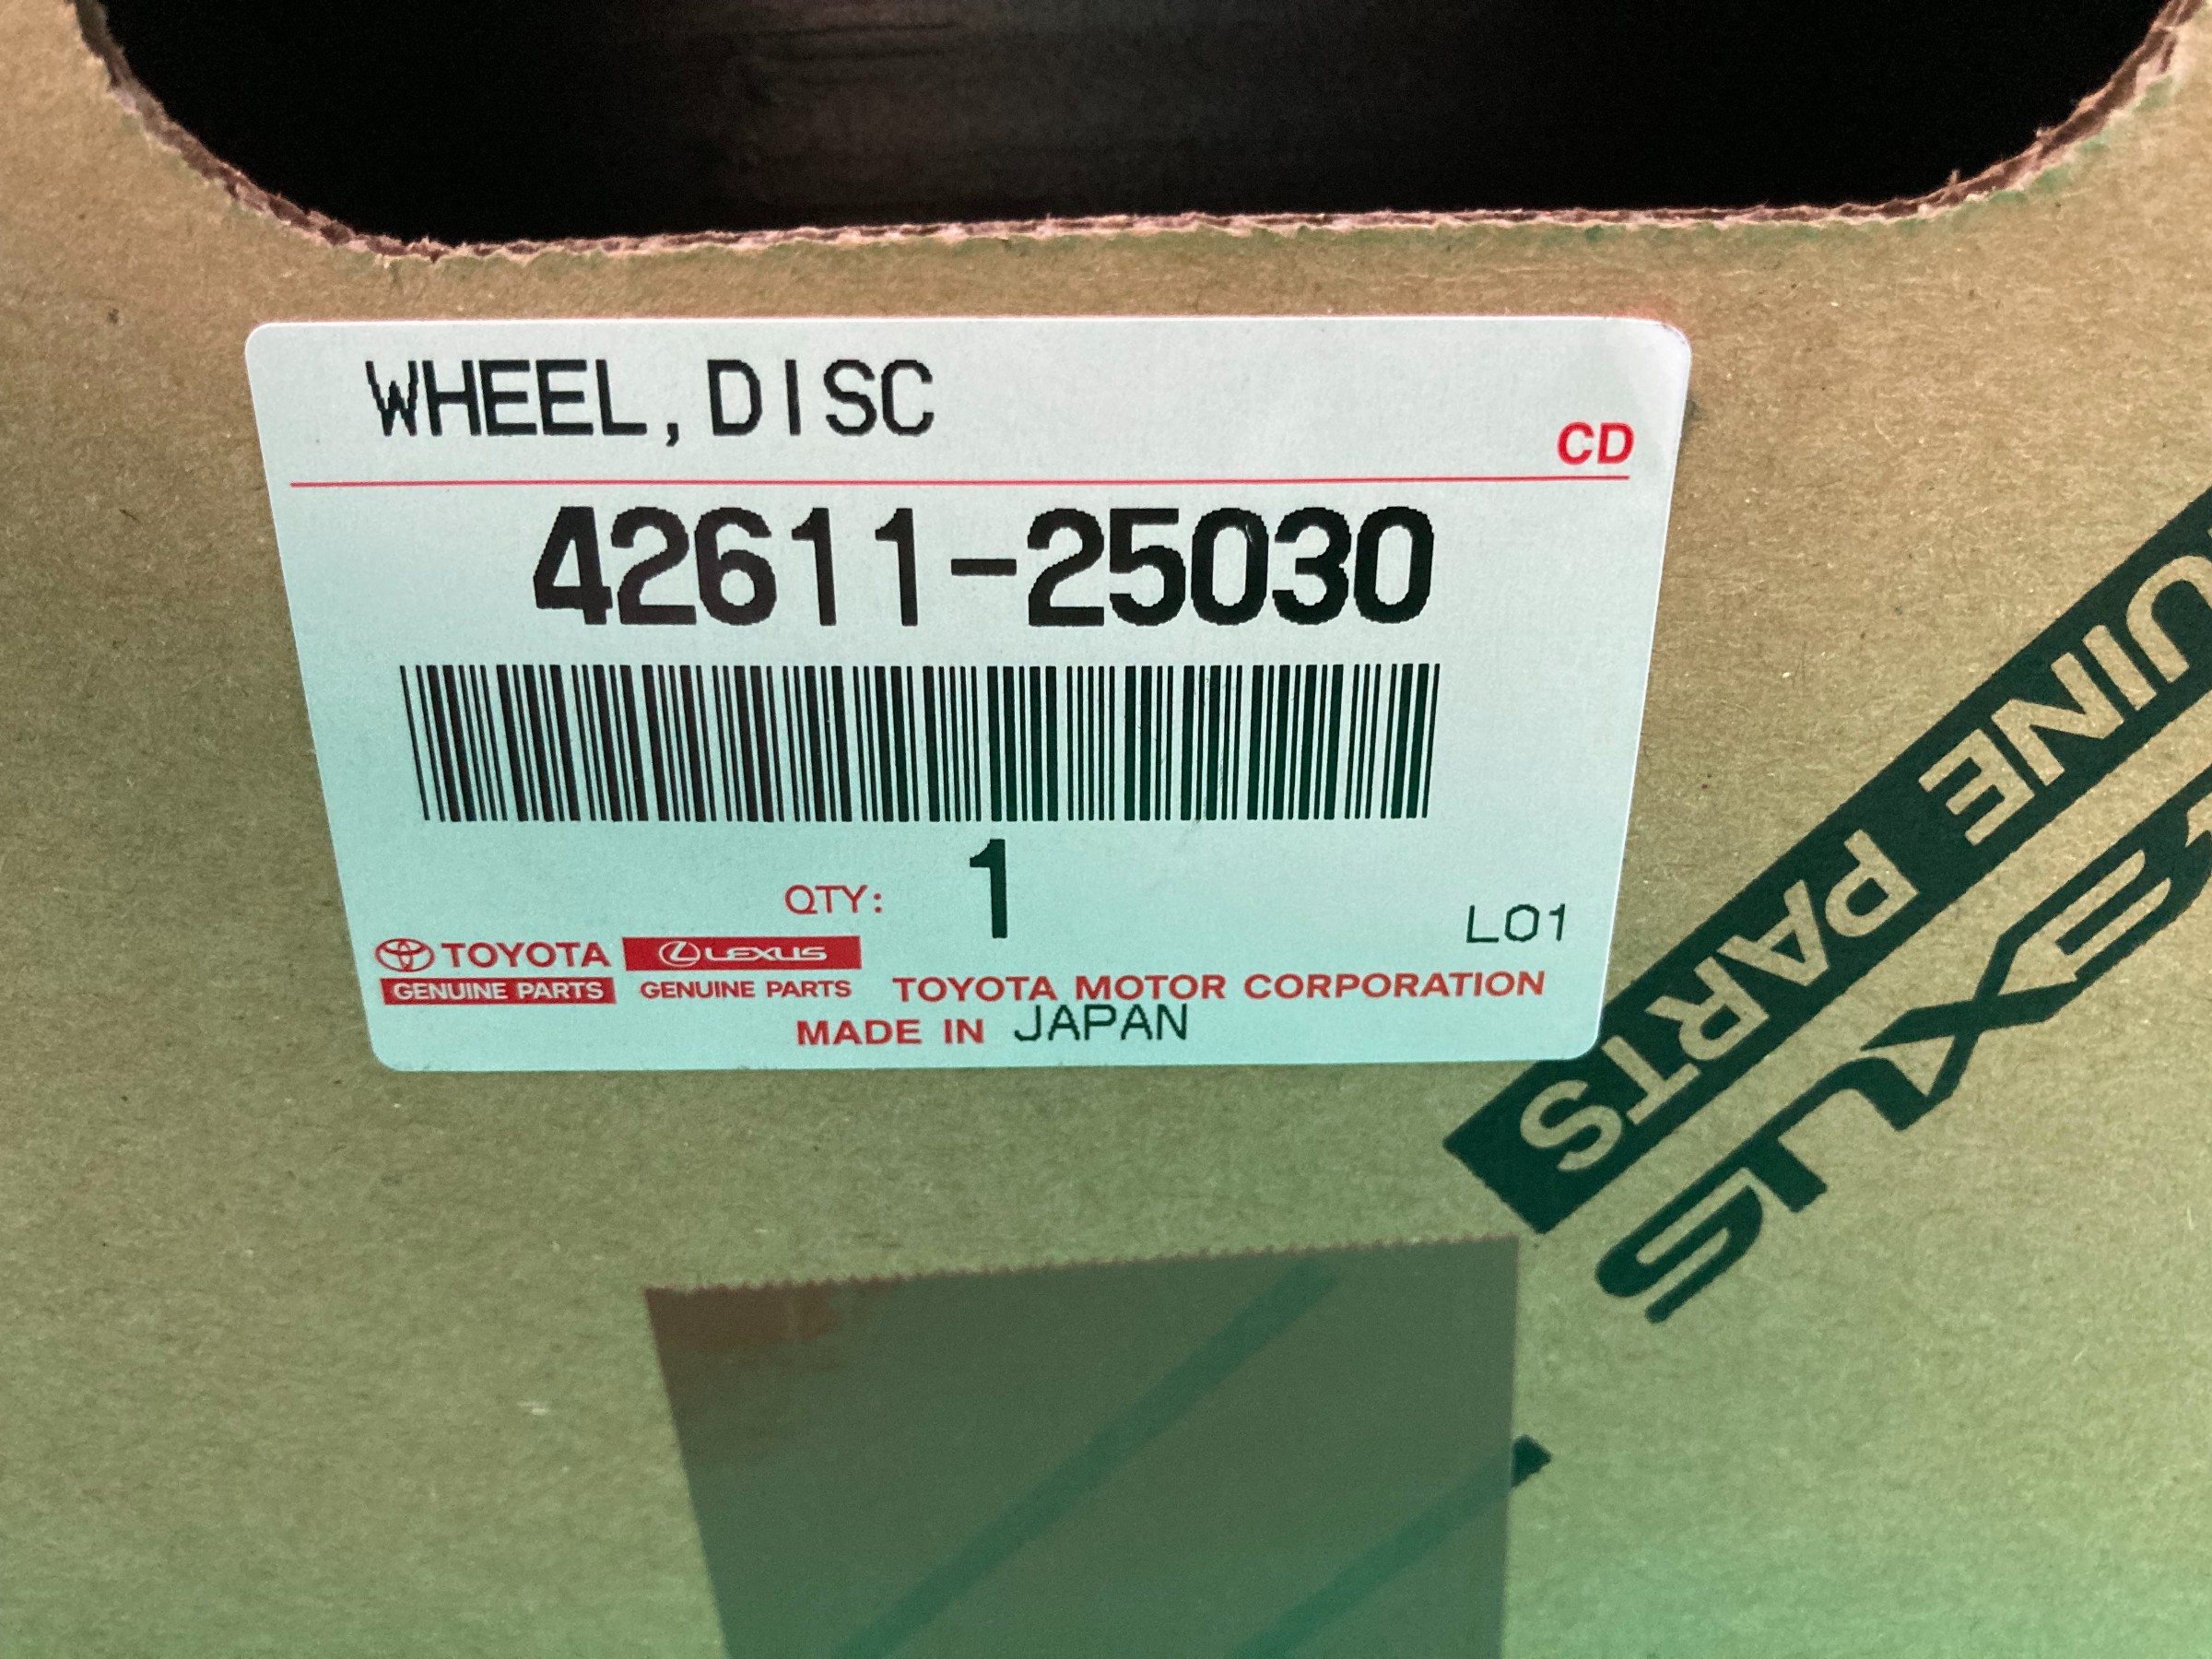 WHEEL, DISC
CD
42611-25030
QTY: 1
L01
TOYOTA LEXUS
GENUINE PARTS GENUINE PARTS TOYOTA MOTOR CORPORATION
MADE IN JAPAN
PARTS